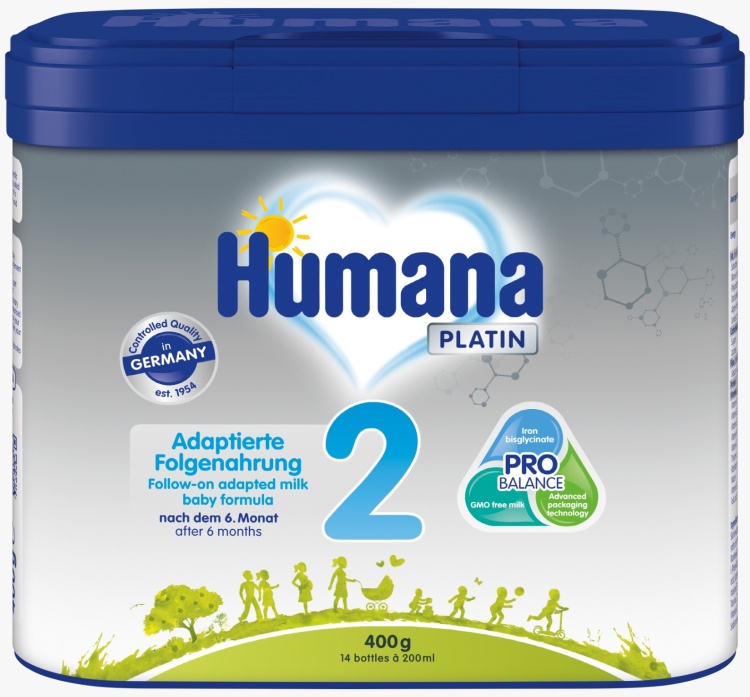 Humana
Humana
PLATIN
Controlled Quality
in
GERMANY
est. 1954
2
Adaptierte
Folgenahrung
Follow-on adapted milk
baby formula
nach dem 6. Monat
after 6 months
Iron
bisglycinate
PRO
BALANCE
GMO free milk
Advanced
packaging
technology
400g
14 bottles à 200ml